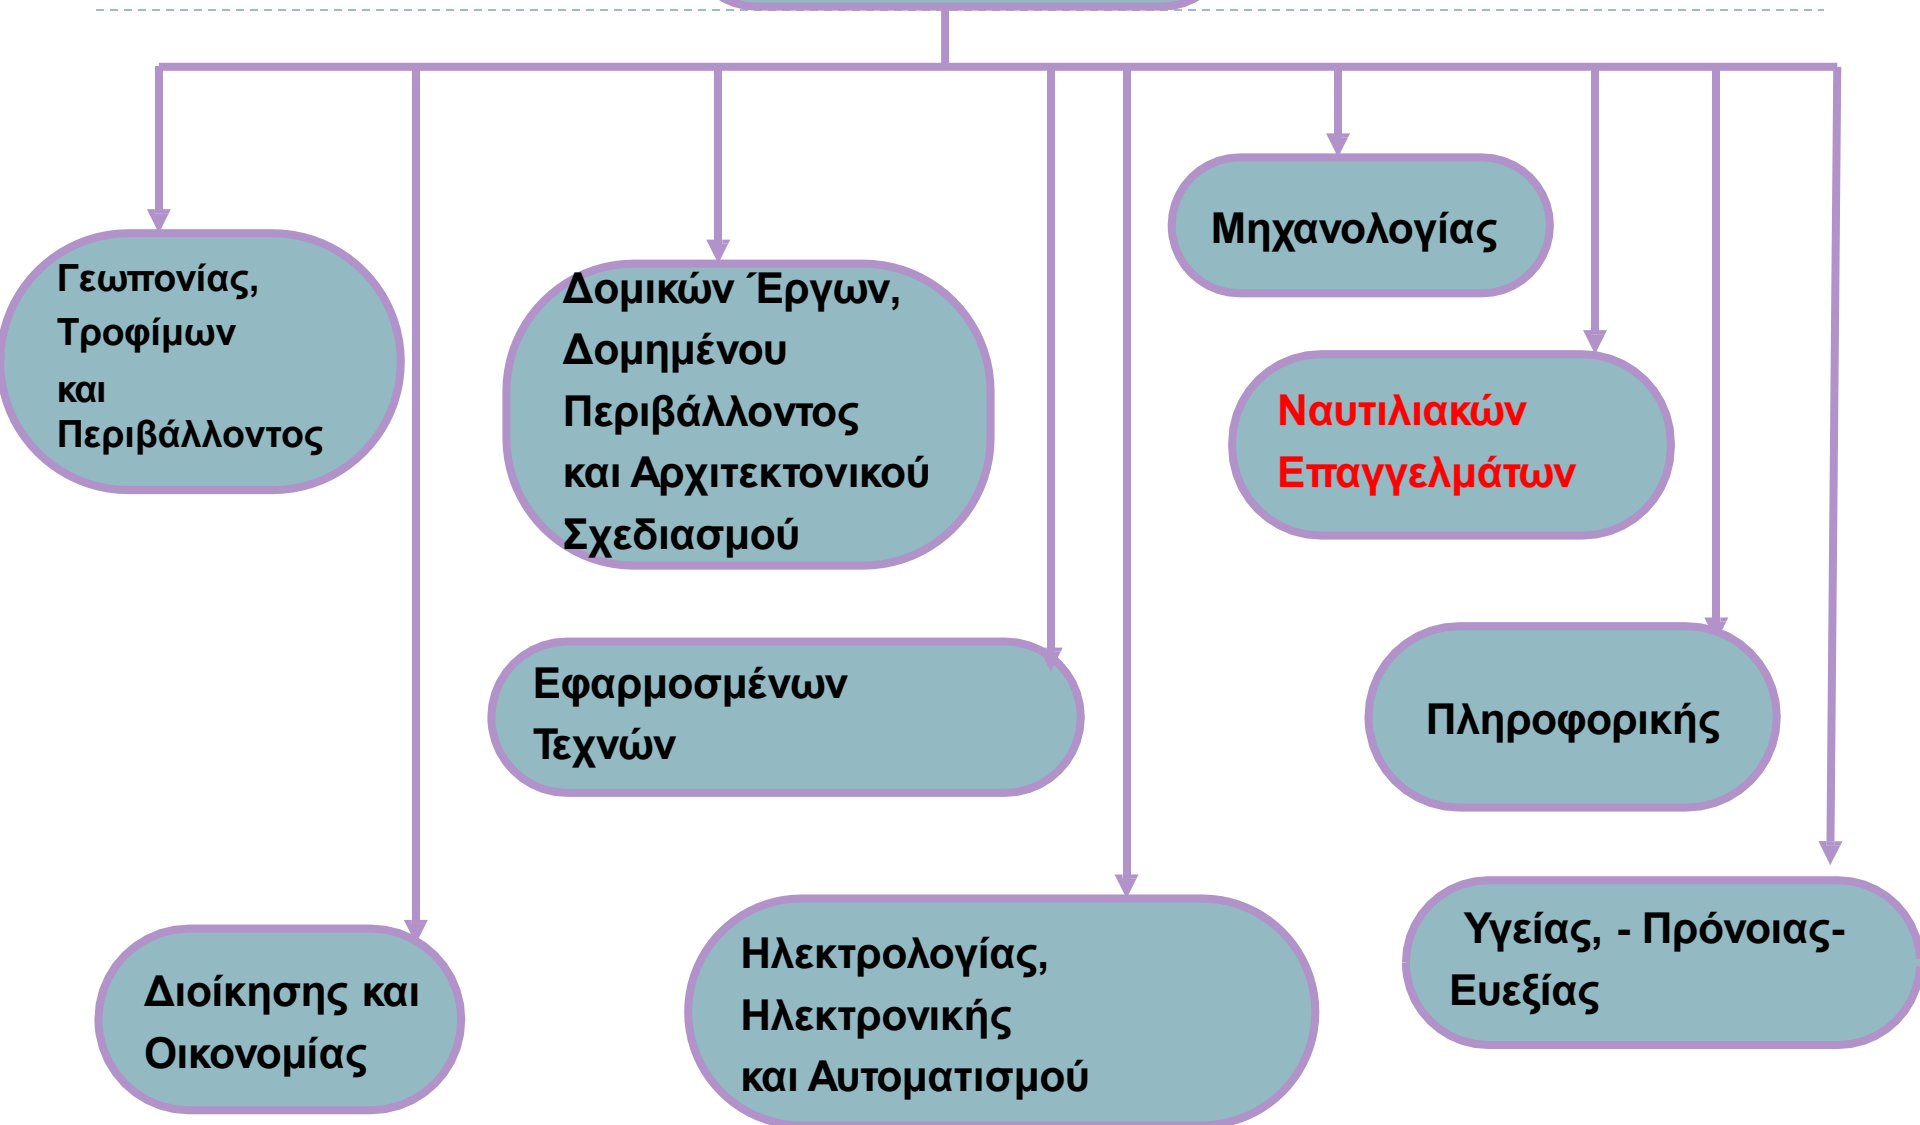 Γεωπονίας,
Τροφίμων
και
Περιβάλλοντος
Δομικών Έργων,
Δομημένου
Περιβάλλοντος
και Αρχιτεκτονικού
Σχεδιασμού
Μηχανολογίας
Ναυτιλιακών
Επαγγελμάτων
Εφαρμοσμένων
Τεχνών
Πληροφορικής
Διοίκησης και
Οικονομίας
Ηλεκτρολογίας,
Ηλεκτρονικής
και Αυτοματισμού
Υγείας, - Πρόνοιας-
Ευεξίας